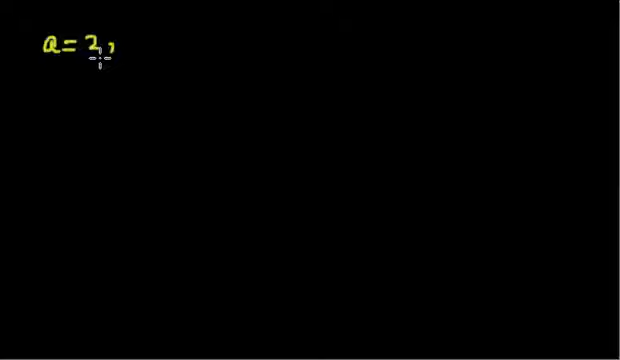 a = 2,